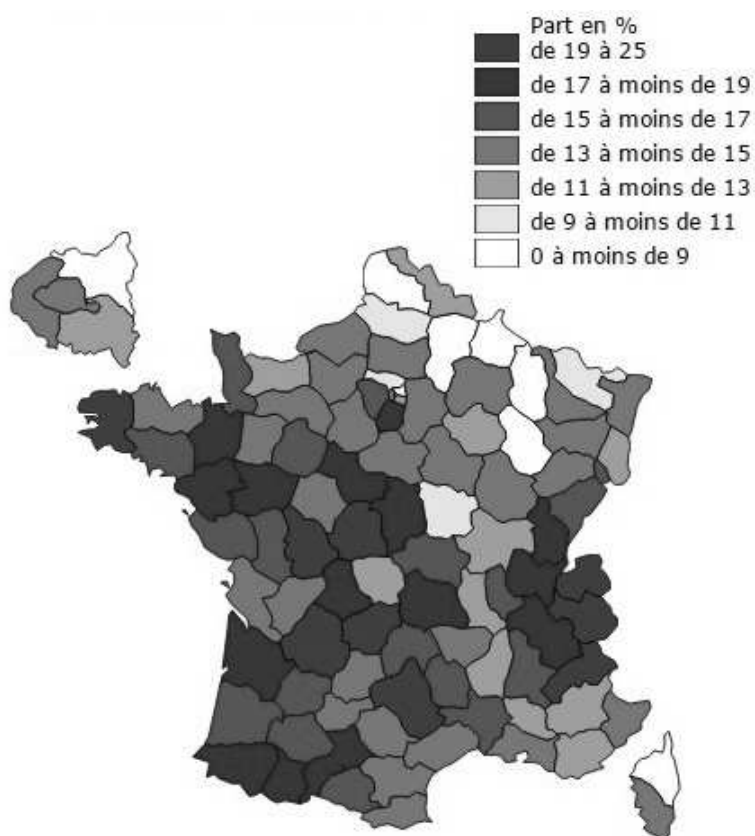 Part en %
de 19 à 25
de 17 à moins de 19
de 15 à moins de 17
de 13 à moins de 15
de 11 à moins de 13
de 9 à moins de 11
0 à moins de 9